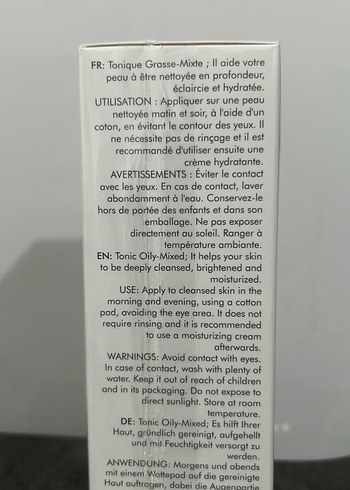 FR: Tonique Grasse-Mixte ; Il aide votre
peau à être nettoyée en profondeur,
éclaircie et hydratée.
UTILISATION : Appliquer sur une peau
nettoyée matin et soir, à l'aide d'un
coton, en évitant le contour des yeux. Il
ne nécessite pas de rinçage et il est
recommandé d'utiliser ensuite une
crème hydratante.
AVERTISSEMENTS : Éviter le contact
avec les yeux. En cas de contact, laver
abondamment à l'eau. Conservez-le
hors de portée des enfants et dans son
emballage. Ne pas exposer
directement au soleil. Ranger à
température ambiante.
EN: Tonic Oily-Mixed; It helps your skin
to be deeply cleansed, brightened and
moisturized.
USE: Apply to cleansed skin in the
morning and evening, using a cotton
pad, avoiding the eye area. It does not
require rinsing and it is recommended
to use a moisturizing cream
afterwards.
WARNINGS: Avoid contact with eyes.
In case of contact, wash with plenty of
water. Keep it out of reach of children
and in its packaging. Do not expose to
direct sunlight. Store at room
temperature.
DE: Tonic Oily-Mixed; Es hilft Ihrer
Haut, gründlich gereinigt, aufgehellt
und mit Feuchtigkeit versorgt zu
werden.
ANWENDUNG: Morgens und abends
mit einem Wattepad auf die gereinigte
Haut auftragen, dabei die Augenpartie